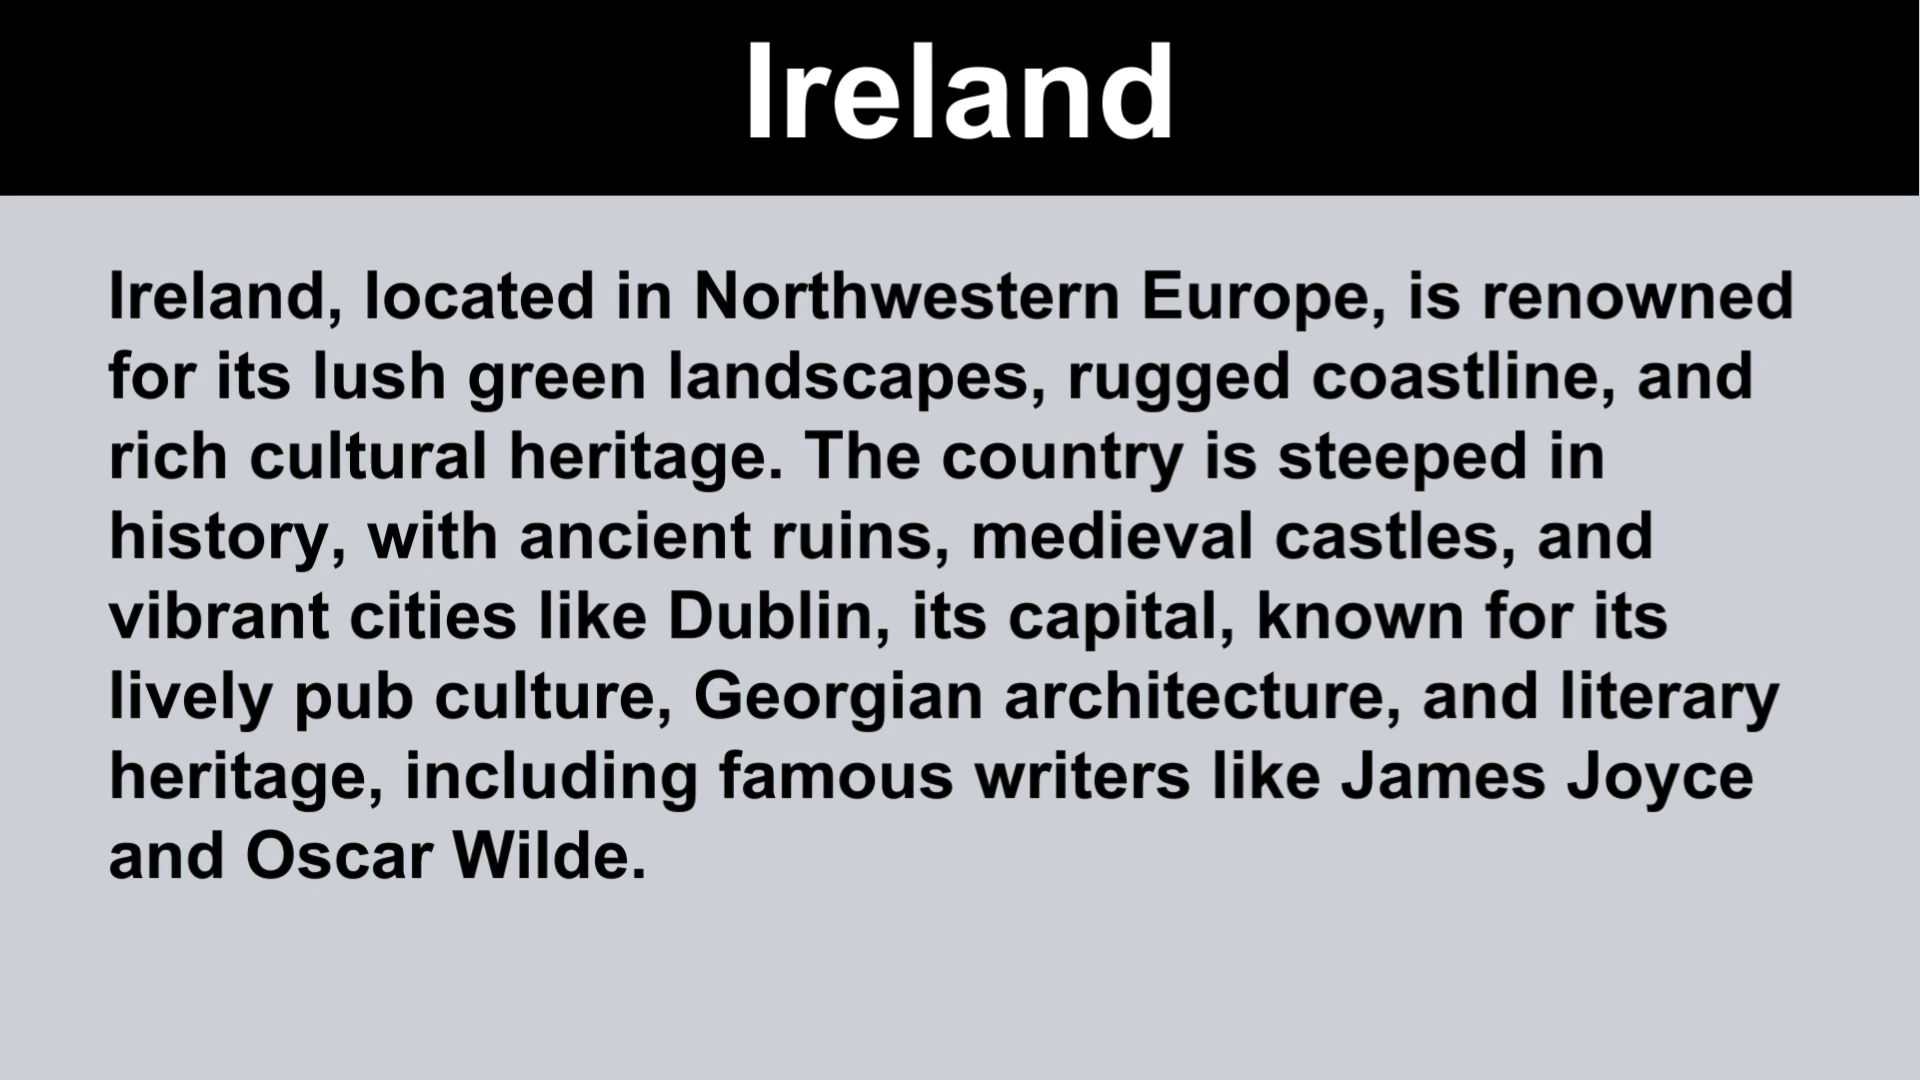 Ireland
Ireland, located in Northwestern Europe, is renowned
for its lush green landscapes, rugged coastline, and
rich cultural heritage. The country is steeped in
history, with ancient ruins, medieval castles, and
vibrant cities like Dublin, its capital, known for its
lively pub culture, Georgian architecture, and literary
heritage, including famous writers like James Joyce
and Oscar Wilde.